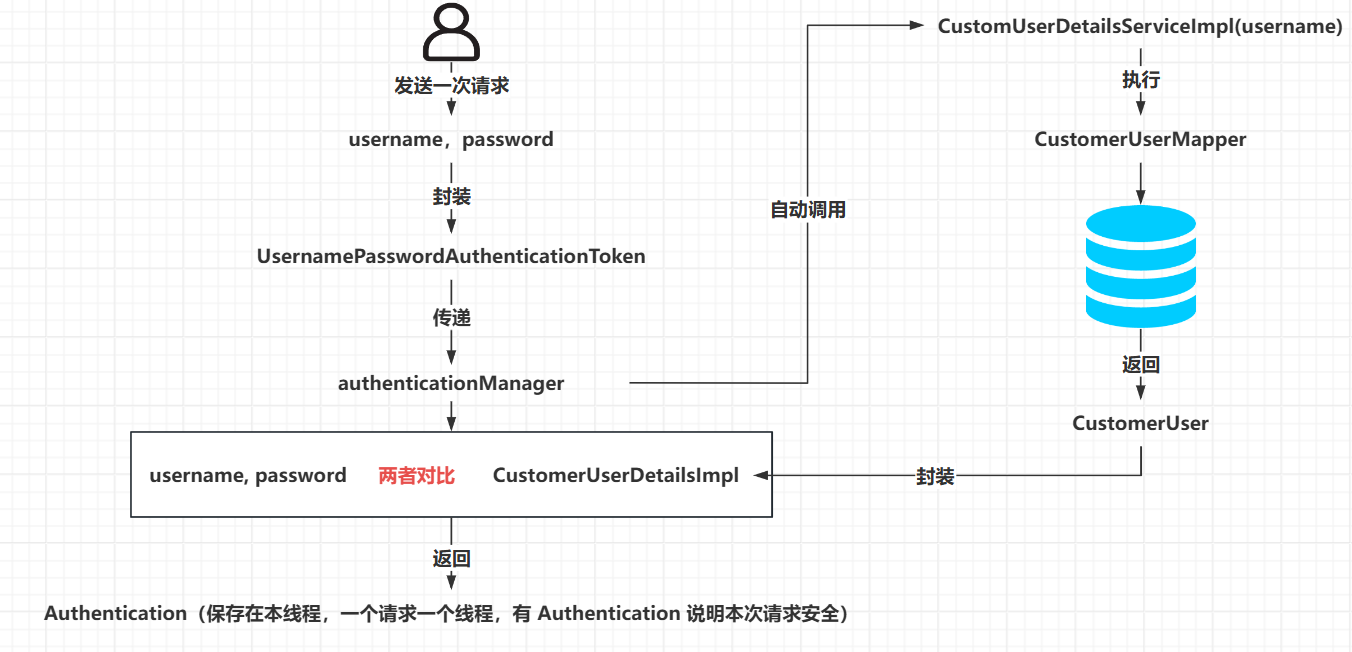 发送一次请求
username，password
封装
UsernamePasswordAuthenticationToken
传递
authenticationManager
自动调用
CustomUserDetailsServiceImpl(username)
执行
CustomerUserMapper
返回
CustomerUser
封装
username, password 两者对比 CustomerUserDetailsImpl
返回
Authentication（保存在本线程，一个请求一个线程，有 Authentication 说明本次请求安全）